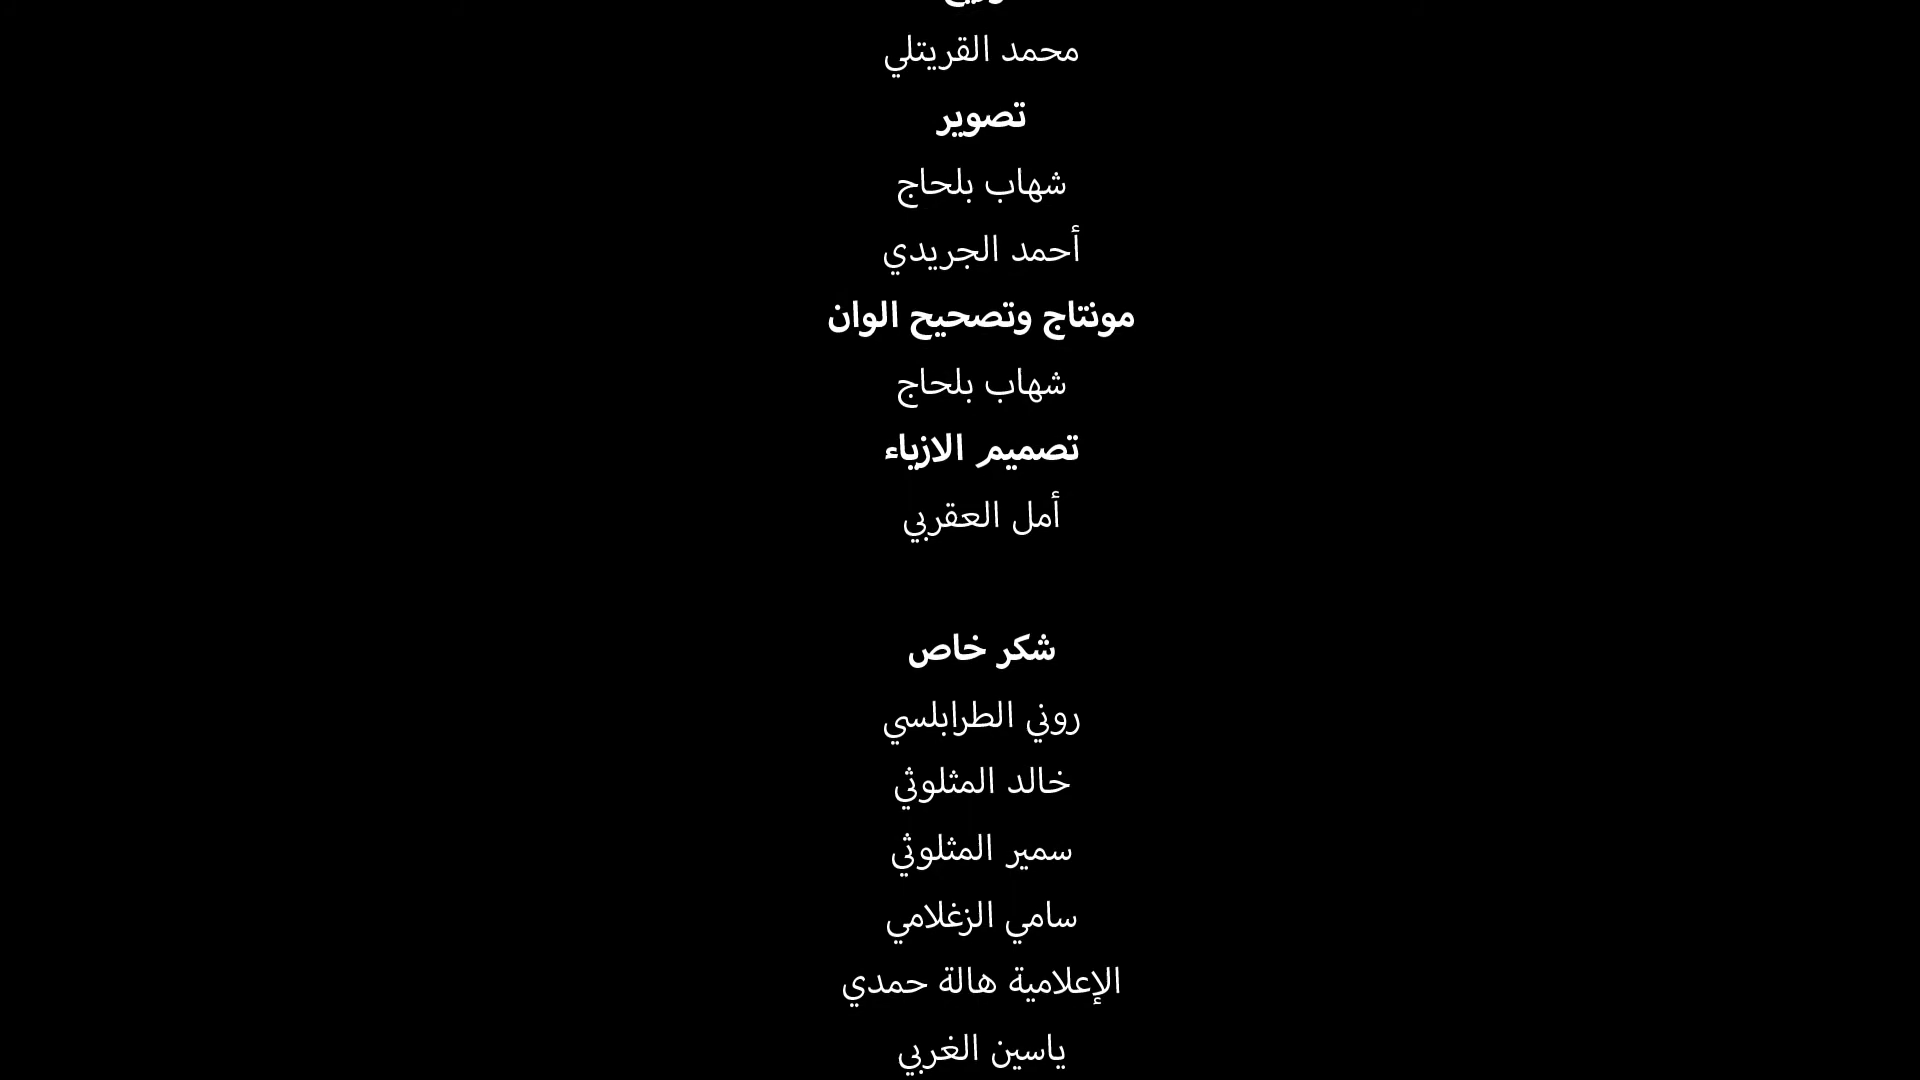 محمد القريتلي
تصوير
شهاب بلحاج
أحمد الجريدي
مونتاج وتصحيح الوان
شهاب بلحاج
تصميم الازياء
أمل العقربي
شكر خاص
روني الطرابلسي
خالد المثلوثي
سمير المثلوثي
سامي الزغلامي
الإعلامية هالة حمدي
ياسين الغربي